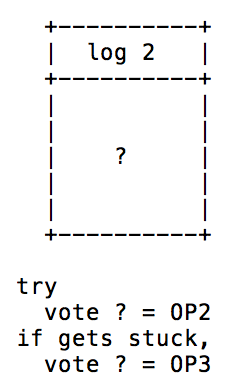 +----------+
| log 2 |
+----------+
| |
| |
| ? |
| |
| |
+----------+
try
vote ? = OP2
if gets stuck,
vote ? = OP3